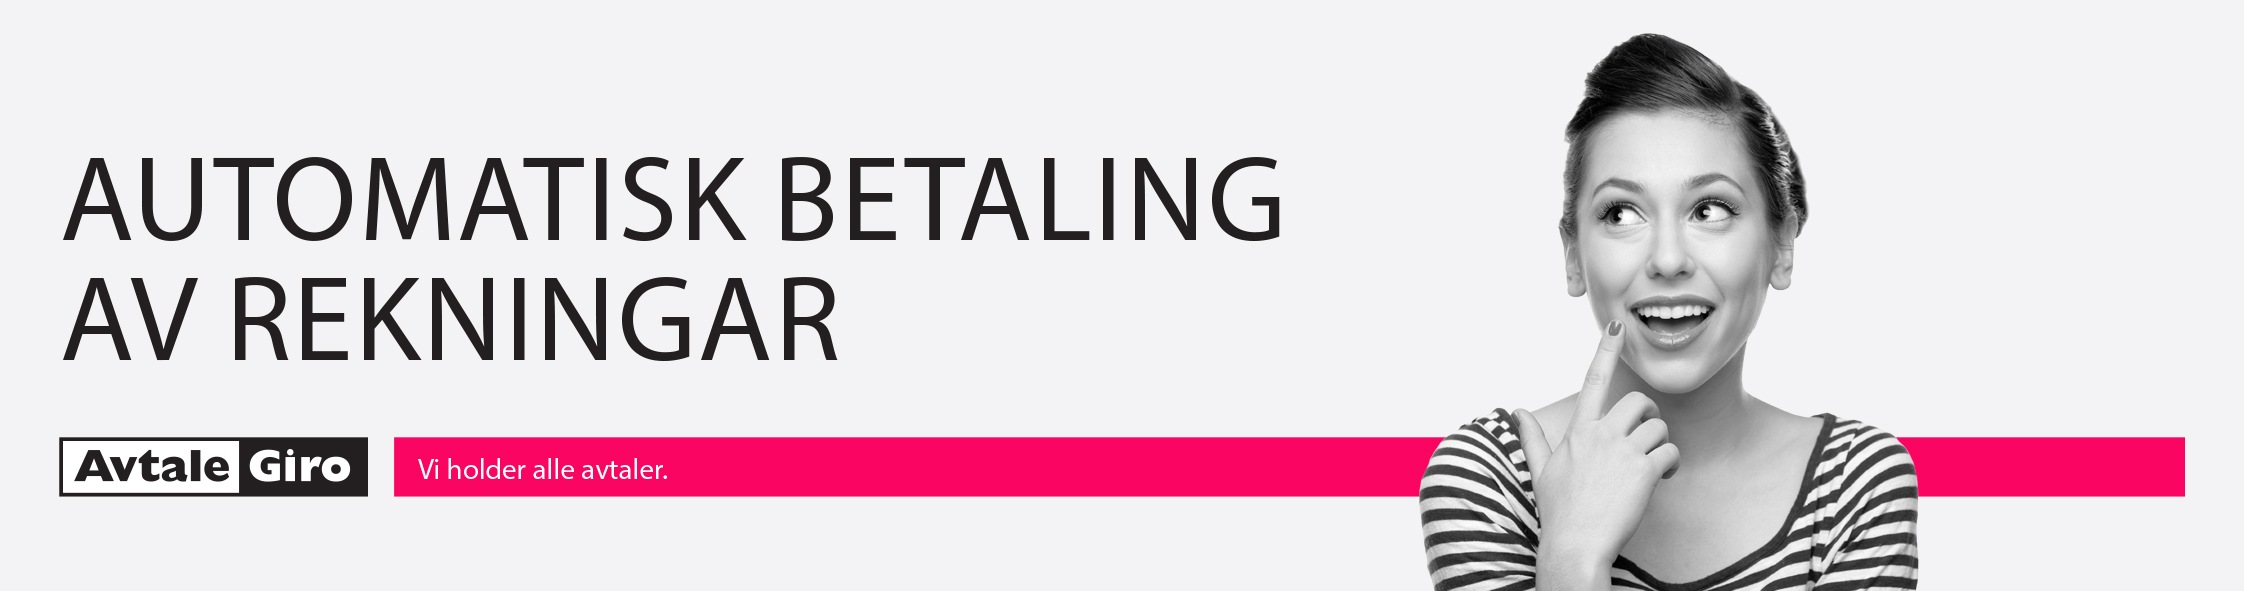 AUTOMATISK BETALING
AV REKNINGAR
Avtale Giro
Vi holder alle avtaler.